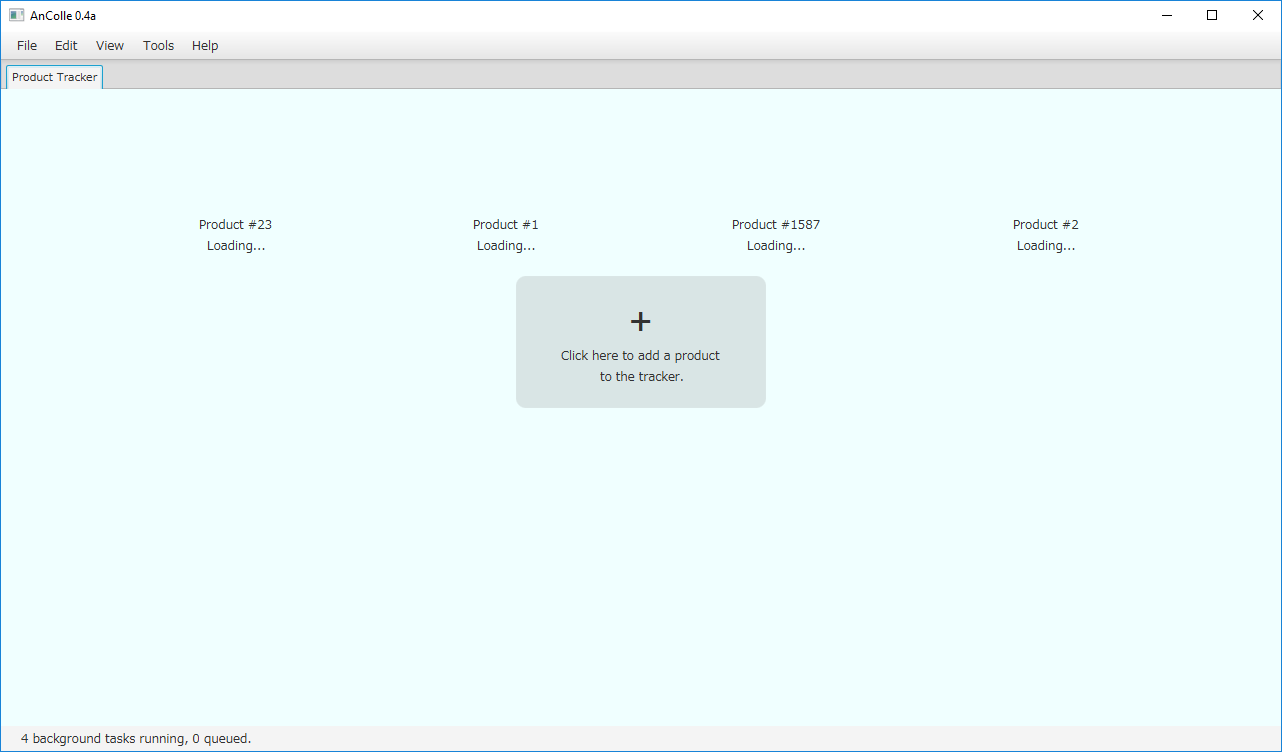 AnColle 0.4a
File Edit View Tools Help
Product Tracker
Product #23 Product #1 Product #1587 Product #2
Loading... Loading... Loading... Loading...
+
Click here to add a product
to the tracker.
4 background tasks running, 0 queued.